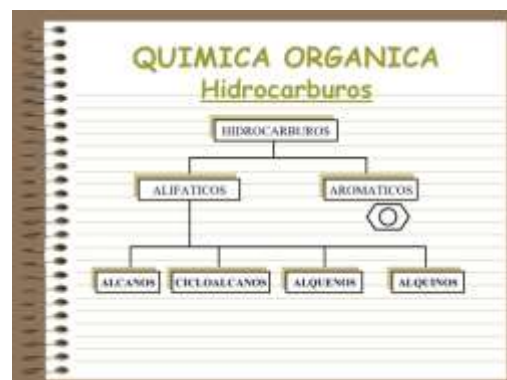 QUIMICA ORGANICA
Hidrocarburos
HIDROCARBUROS
ALIFATICOS AROMATICOS
ALCANOS CICLOALCANOS ALQUENOS ALQUINOS